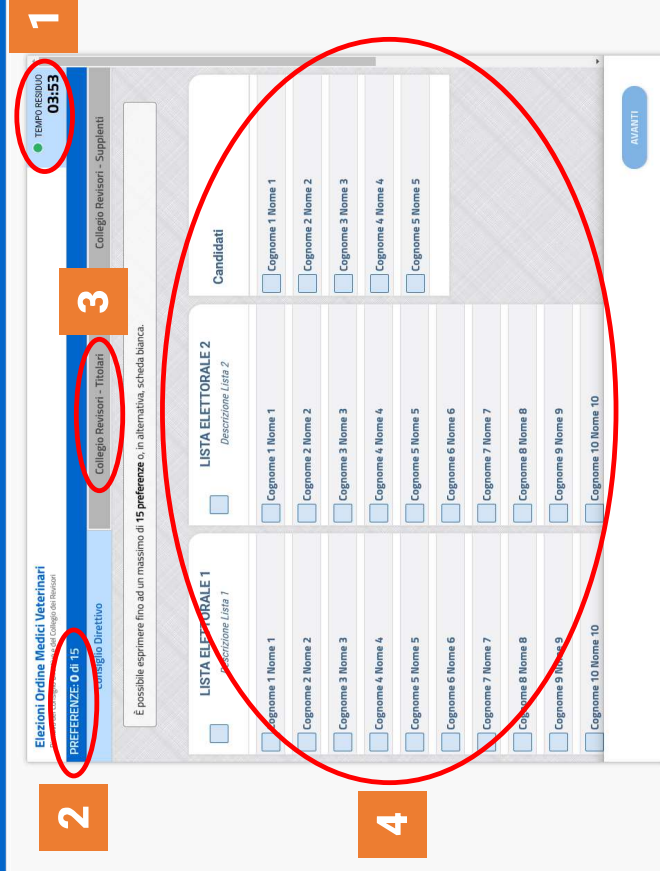 1
Elezioni Ordine Medici Veterinari
TEMPO RESIDUO
03:53
2
PREFERENZE: 0 di 15
3
Consiglio Direttivo
Collegio Revisori - Titolari
Collegio Revisori - Supplenti
È possibile esprimere fino ad un massimo di 15 preferenze o, in alternativa, scheda bianca.
4
LISTA ELETTORALE 1
Descrizione Lista 1
Cognome 1 Nome 1
Cognome 2 Nome 2
Cognome 3 Nome 3
Cognome 4 Nome 4
Cognome 5 Nome 5
Cognome 6 Nome 6
Cognome 7 Nome 7
Cognome 8 Nome 8
Cognome 9 Nome 9
Cognome 10 Nome 10
LISTA ELETTORALE 2
Descrizione Lista 2
Cognome 1 Nome 1
Cognome 2 Nome 2
Cognome 3 Nome 3
Cognome 4 Nome 4
Cognome 5 Nome 5
Cognome 6 Nome 6
Cognome 7 Nome 7
Cognome 8 Nome 8
Cognome 9 Nome 9
Cognome 10 Nome 10
Candidati
Cognome 1 Nome 1
Cognome 2 Nome 2
Cognome 3 Nome 3
Cognome 4 Nome 4
Cognome 5 Nome 5
AVANTI